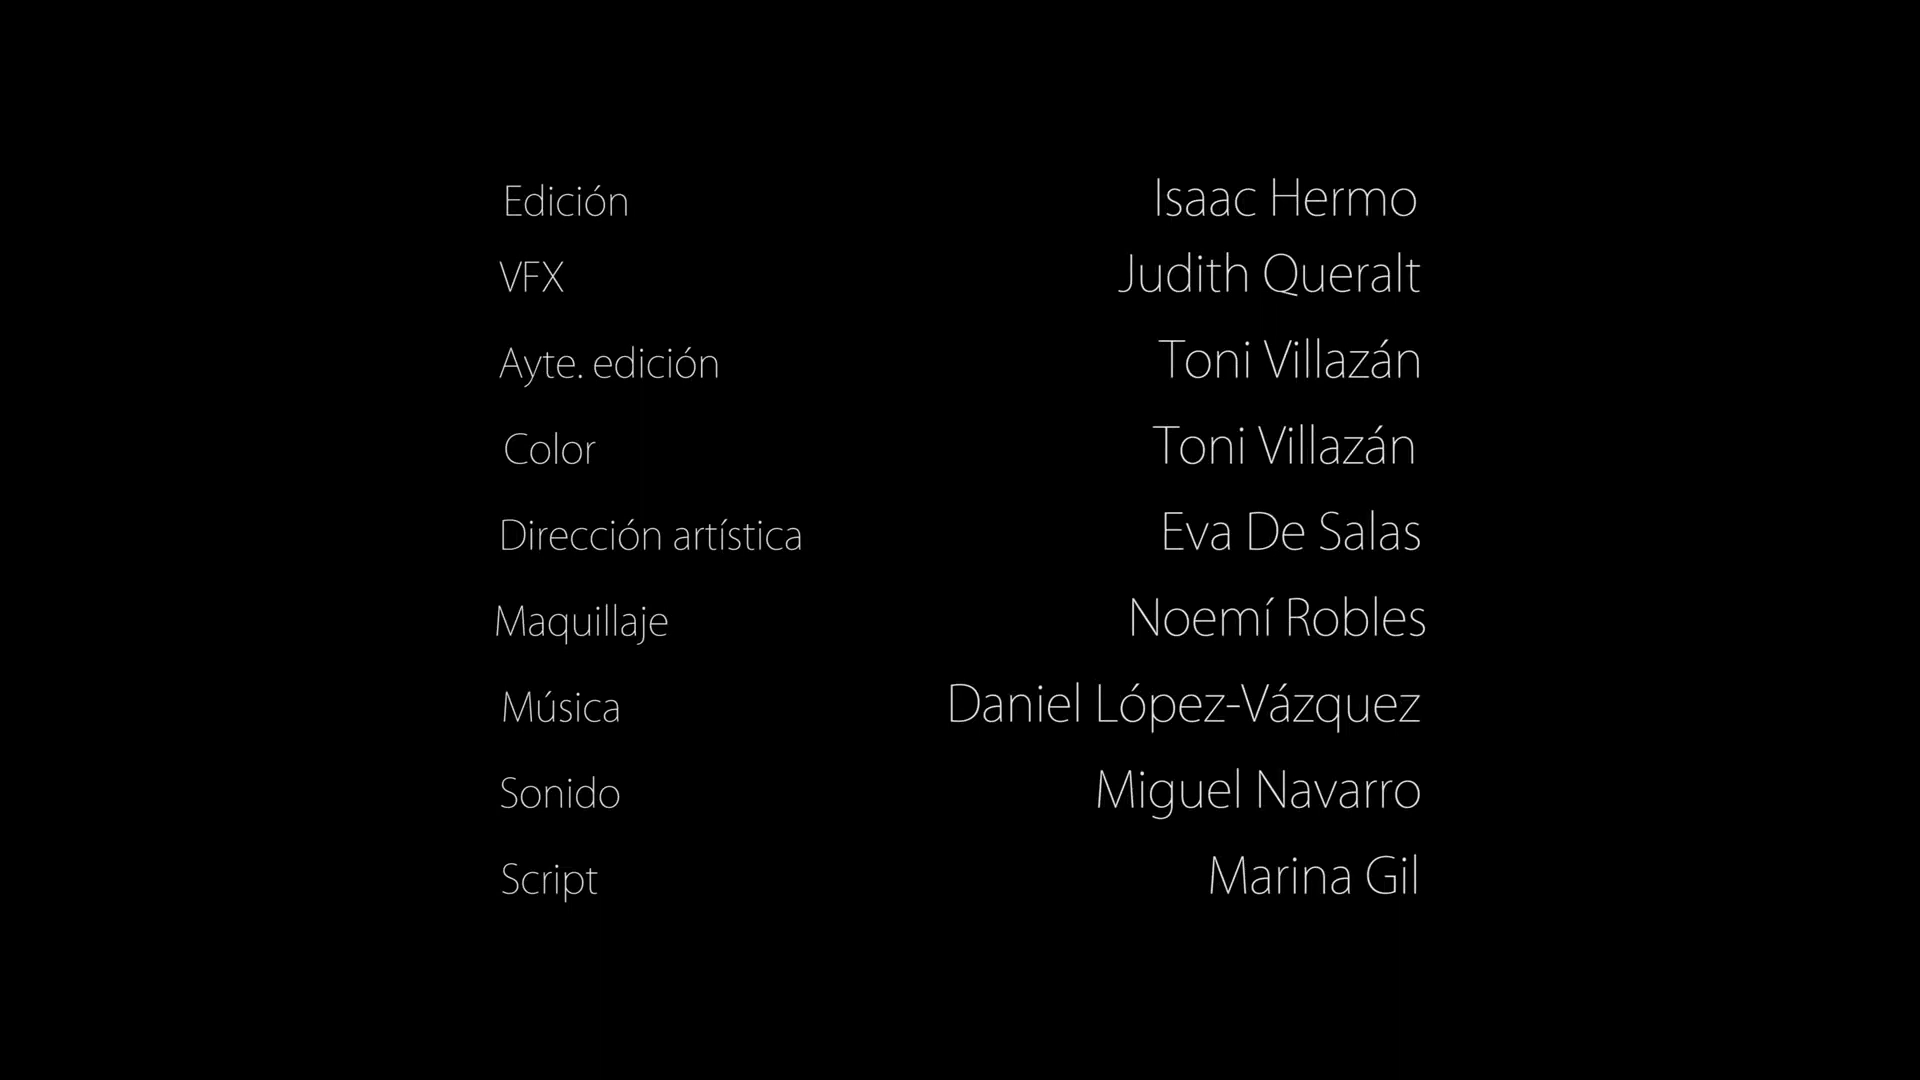 Edición Isaac Hermo
VFX Judith Queralt
Ayte. edición Toni Villazán
Color Toni Villazán
Dirección artística Eva De Salas
Maquillaje Noemí Robles
Música Daniel López-Vázquez
Sonido Miguel Navarro
Script Marina Gil